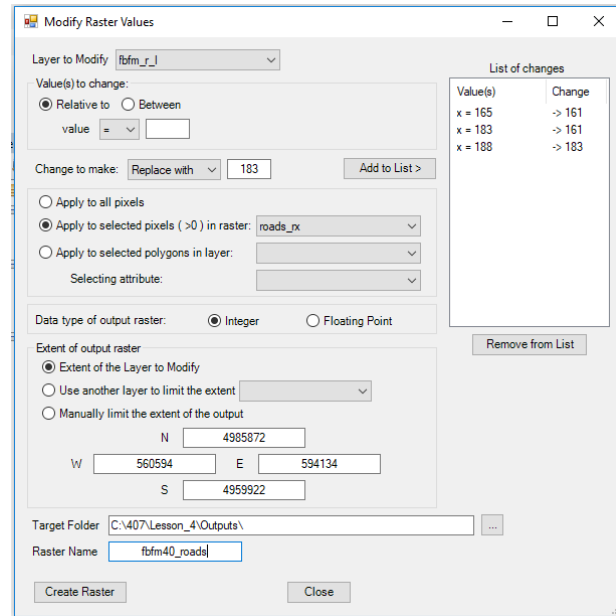 Modify Raster Values
Layer to Modify fbfm_r_l
Value(s) to change:
Relative to Between
value =
Change to make: Replace with 183 Add to List >
Apply to all pixels
Apply to selected pixels ( >0 ) in raster: roads_rx
Apply to selected polygons in layer:
Selecting attribute:
Data type of output raster: Integer Floating Point
Extent of output raster
Extent of the Layer to Modify
Use another layer to limit the extent
Manually limit the extent of the output
N 4985872
W 560594 E 594134
S 4959922
Target Folder C:\407\Lesson_4\Outputs\ ...
Raster Name fbfm40_roads
Create Raster Close
List of changes
Value(s) Change
x = 165 -> 161
x = 183 -> 161
x = 188 -> 183
Remove from List